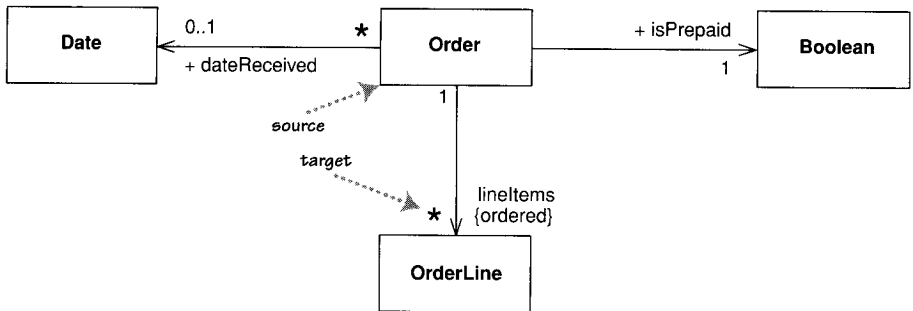 Date
0..1
*
+ dateReceived
Order
+ isPrepaid
1
Boolean
1
source
target
*
lineItems
{ordered}
OrderLine